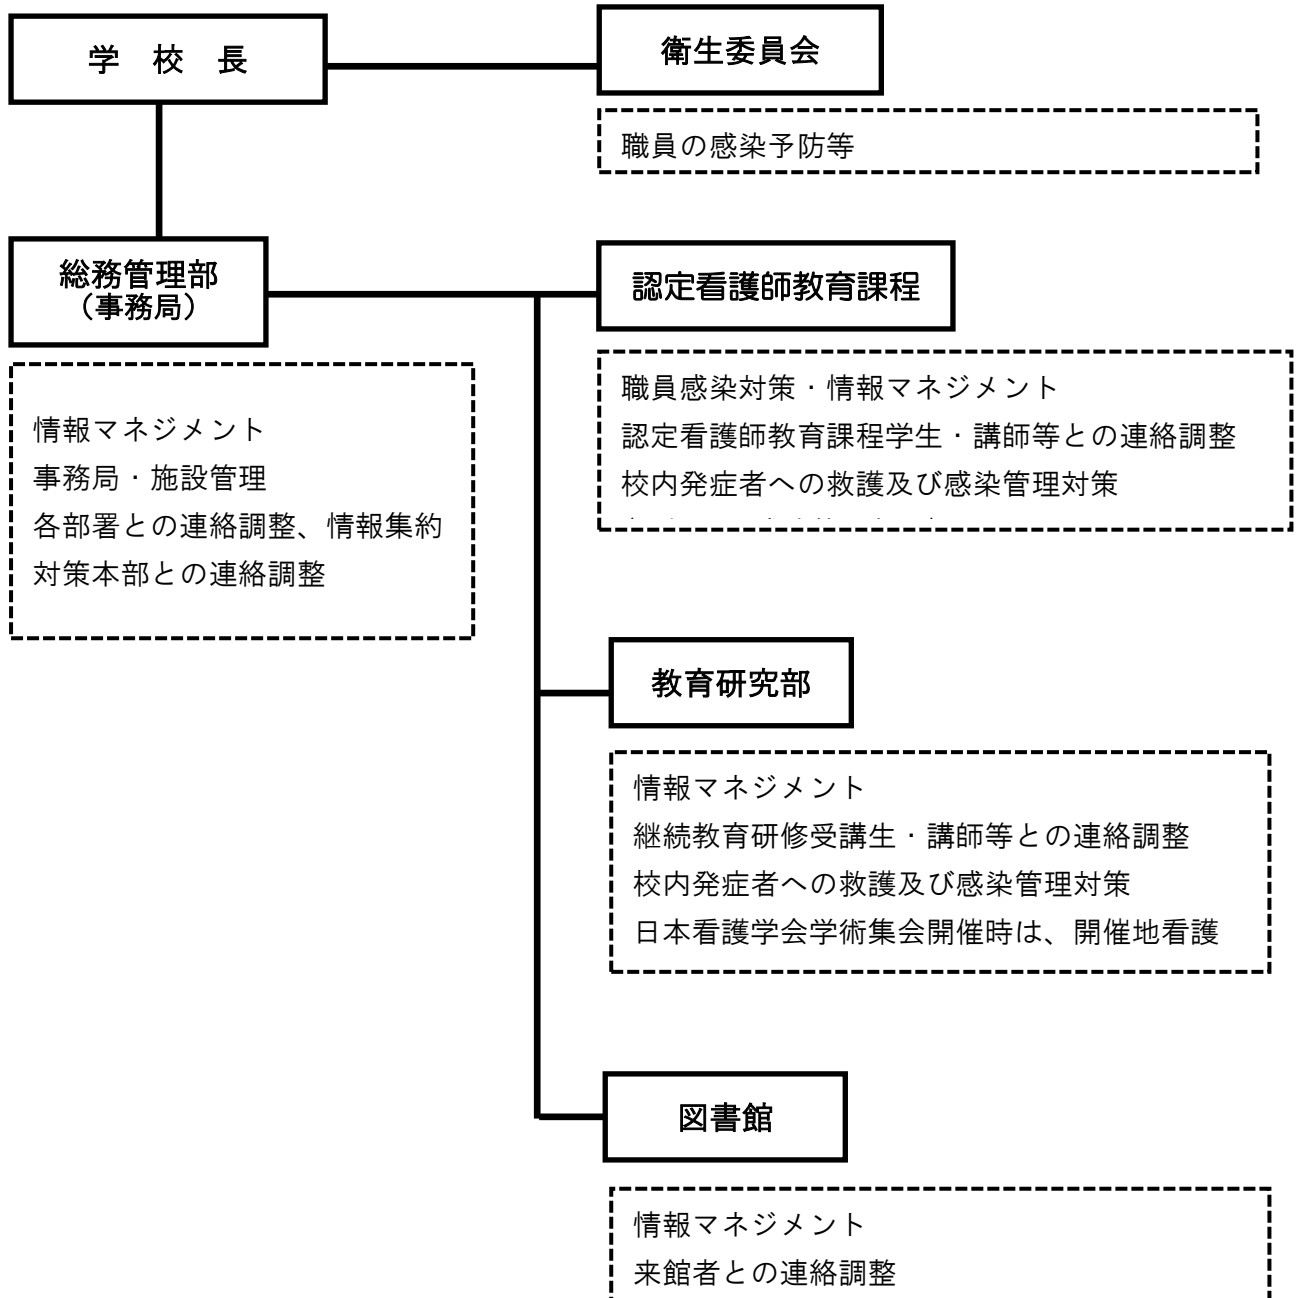 学　校　長
衛生委員会
職員の感染予防等
総務管理部
（事務局）
認定看護師教育課程
情報マネジメント
事務局・施設管理
各部署との連絡調整、情報集約
対策本部との連絡調整
職員感染対策・情報マネジメント
認定看護師教育課程学生・講師等との連絡調整
校内発症者への救護及び感染管理対策
教育研究部
情報マネジメント
継続教育研修受講生・講師等との連絡調整
校内発症者への救護及び感染管理対策
日本看護学会学術集会開催時は、開催地看護
図書館
情報マネジメント
来館者との連絡調整